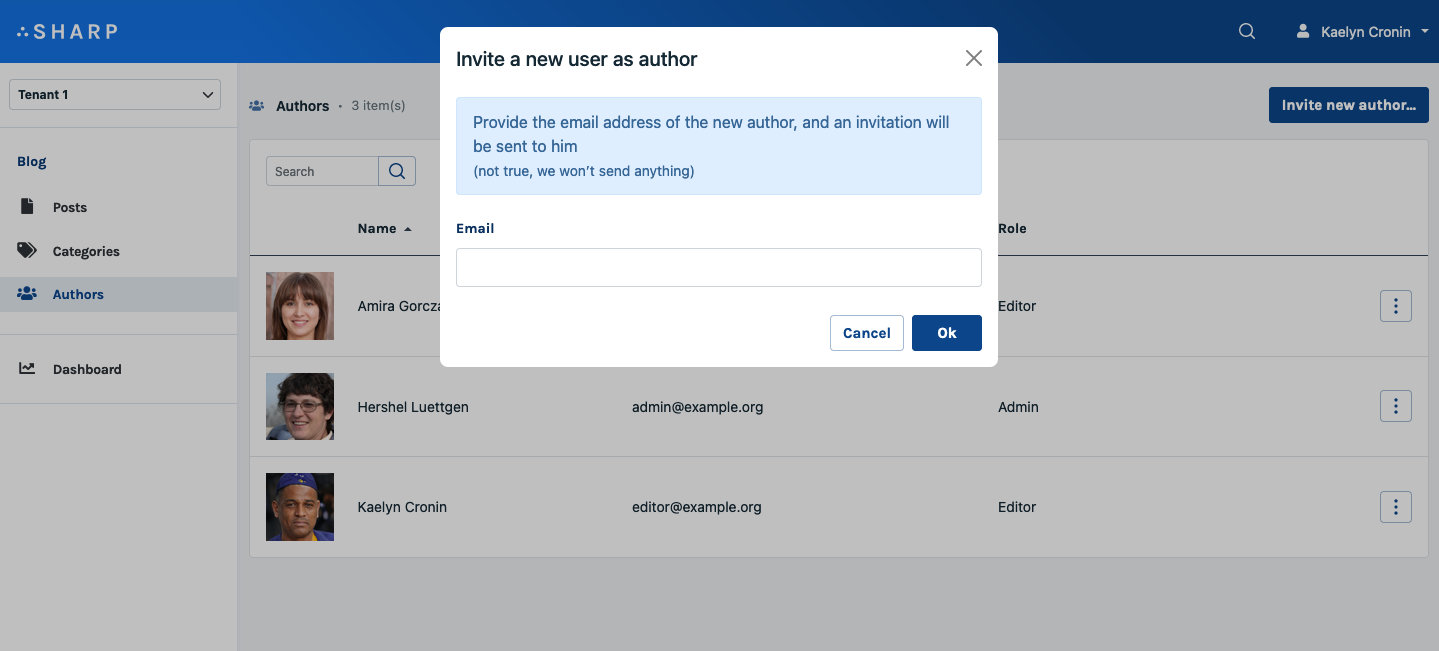 SHARP
Kaelyn Cronin
Tenant 1
Blog
Posts
Categories
Authors
Dashboard
Authors • 3 item(s)
Invite new author...
Search
Name
Role
Amira
Editor
Hershel Luettgen
admin@example.org
Admin
Kaelyn Cronin
editor@example.org
Editor
Invite a new user as author
Provide the email address of the new author, and an invitation will
be sent to him
(not true, we won't send anything)
Email
Cancel
Ok